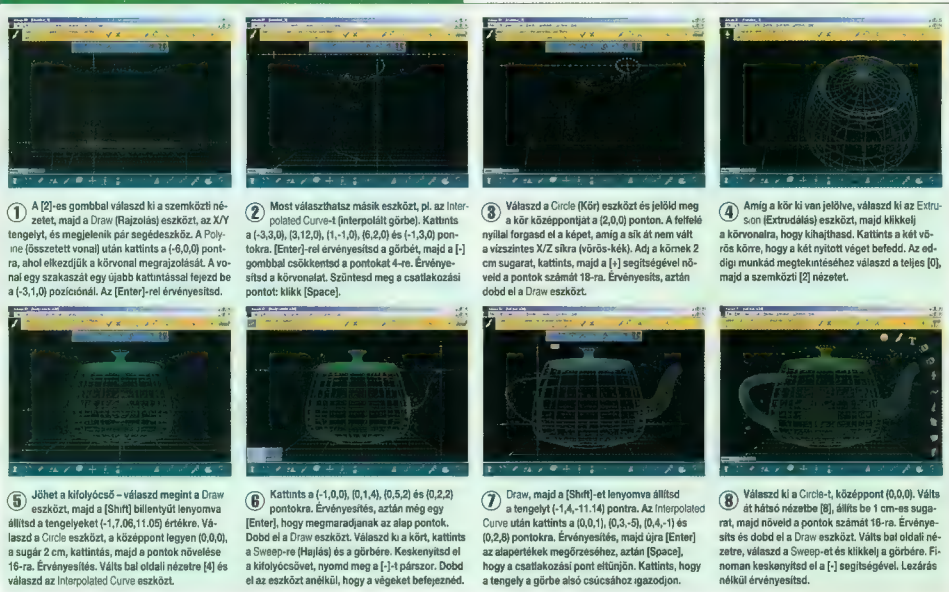 1 A [2]-es gombbal válaszd ki a szemközti né-
zetet, majd a Draw (Rajzolás) eszközt, az X/Y
tengelyt, és megjelenik pár segédeszköz. A Poly-
ine (összetett vonal) után kattints a (-6,0,0) pont-
ra, ahol elkezdjük a körvonal megrajzolását. A vo-
nal egy szakaszát egy újabb kattintással fejezd be
a (-3,1,0) pozíciónál. Az [Enter]-rel érvényesítsd.
2 Most választhatsz másik eszközt, pl. az Inter-
polated Curve-t (interpolált görbe). Kattints
a (-3,3,0), (3,12,0), (1,-1,0), (6,2,0) és (-1,3,0) pon-
tokra. [Enter]-rel érvényesítsd a görbét, majd a [-]
gombbal csökkentsd a pontokat 4-re. Érvénye-
sítsd a körvonalat. Szüntesd meg a csatlakozási
pontot: klikk [Space].
3 Válaszd a Circle (Kör) eszközt és jelöld meg
a kör középpontját a (2,0,0) ponton. A felfelé
nyíllal forgasd el a képet, amíg a sík át nem vált
a vízszintes X/Z síkra (vörös-kék). Adj a körnek 2
cm sugarat, kattints, majd a [+] segítségével nö-
veld a pontok számát 18-ra. Érvényesíts, aztán
dobd el a Draw eszközt.
4 Amíg a kör ki van jelölve, válaszd ki az Extru-
sion (Extrudálás) eszközt, majd klikkelj
a körvonalra, hogy kihajthasd. Kattints a két vö-
rös körre, hogy a két nyitott véget befedd. Az ed-
digi munkád megtekintéséhez válaszd a teljes [0],
majd a szemközti [2] nézetet.
5 Jöhet a kifolyócső – válaszd megint a Draw
eszközt, majd a [Shift] billentyűt lenyomva
állítsd a tengelyeket (-1,7.06,11.05) értékre. Vá-
laszd a Circle eszközt, a középpont legyen (0,0,0),
a sugár 2 cm, kattintás, majd a pontok növelése
16-ra. Érvényesítés. Válts bal oldali nézetre [4] és
válaszd az Interpolated Curve eszközt.
6 Kattints a (-1,0,0), (0,1,4), (0,5,2) és (0,2,2)
pontokra. Érvényesítés, aztán még egy
[Enter], hogy megmaradjanak az alap pontok.
Dobd el a Draw eszközt. Válaszd ki a kört, kattints
a Sweep-re (Hajlás) és a görbére. Keskenyítsd el
a kifolyócsövet, nyomd meg a [-]-t párszor. Dobd
el az eszközt anélkül, hogy a végeket befejeznéd.
7 Draw, majd a [Shift]-et lenyomva állítsd
a tengelyt (-1,4,-11.14) pontra. Az Interpolated
Curve után kattints a (0,0,1), (0,3,-5), (0,4,-1) és
(0,2,8) pontokra. Érvényesítés, majd újra [Enter]
az alapértékek megőrzéséhez, aztán [Space],
hogy a csatlakozási pont eltűnjön. Kattints, hogy
a tengely a görbe alsó csúcsához igazodjon.
8 Válaszd ki a Circle-t, középpont (0,0,0). Válts
át hátsó nézetbe [8], állíts be 1 cm-es suga-
rat, majd növeld a pontok számát 16-ra. Érvénye-
síts és dobd el a Draw eszközt. Válts bal oldali né-
zetre, válaszd a Sweep-et és klikkelj a görbére. Fi-
noman keskenyítsd el a [-] segítségével. Lezárás
nélkül érvényesítsd.